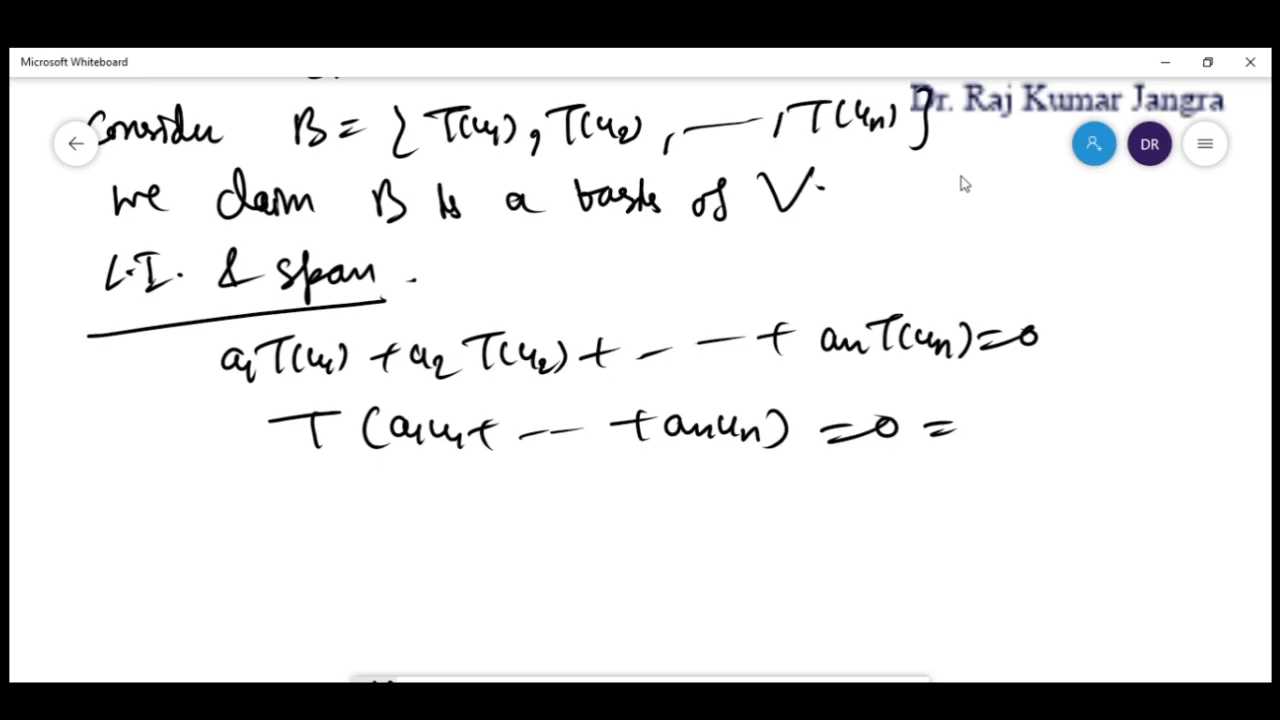 Microsoft Whiteboard
Dr. Raj Kumar Jangra
Consider B = { T(u₁), T(u₂), —, T(uₙ) }
DR
we claim B is a basis of V.
L.I. & span.
a₁T(u₁) + a₂T(u₂) + - - + anT(uₙ) = 0
T(a₁u₁ + -- + anuₙ) = 0 =